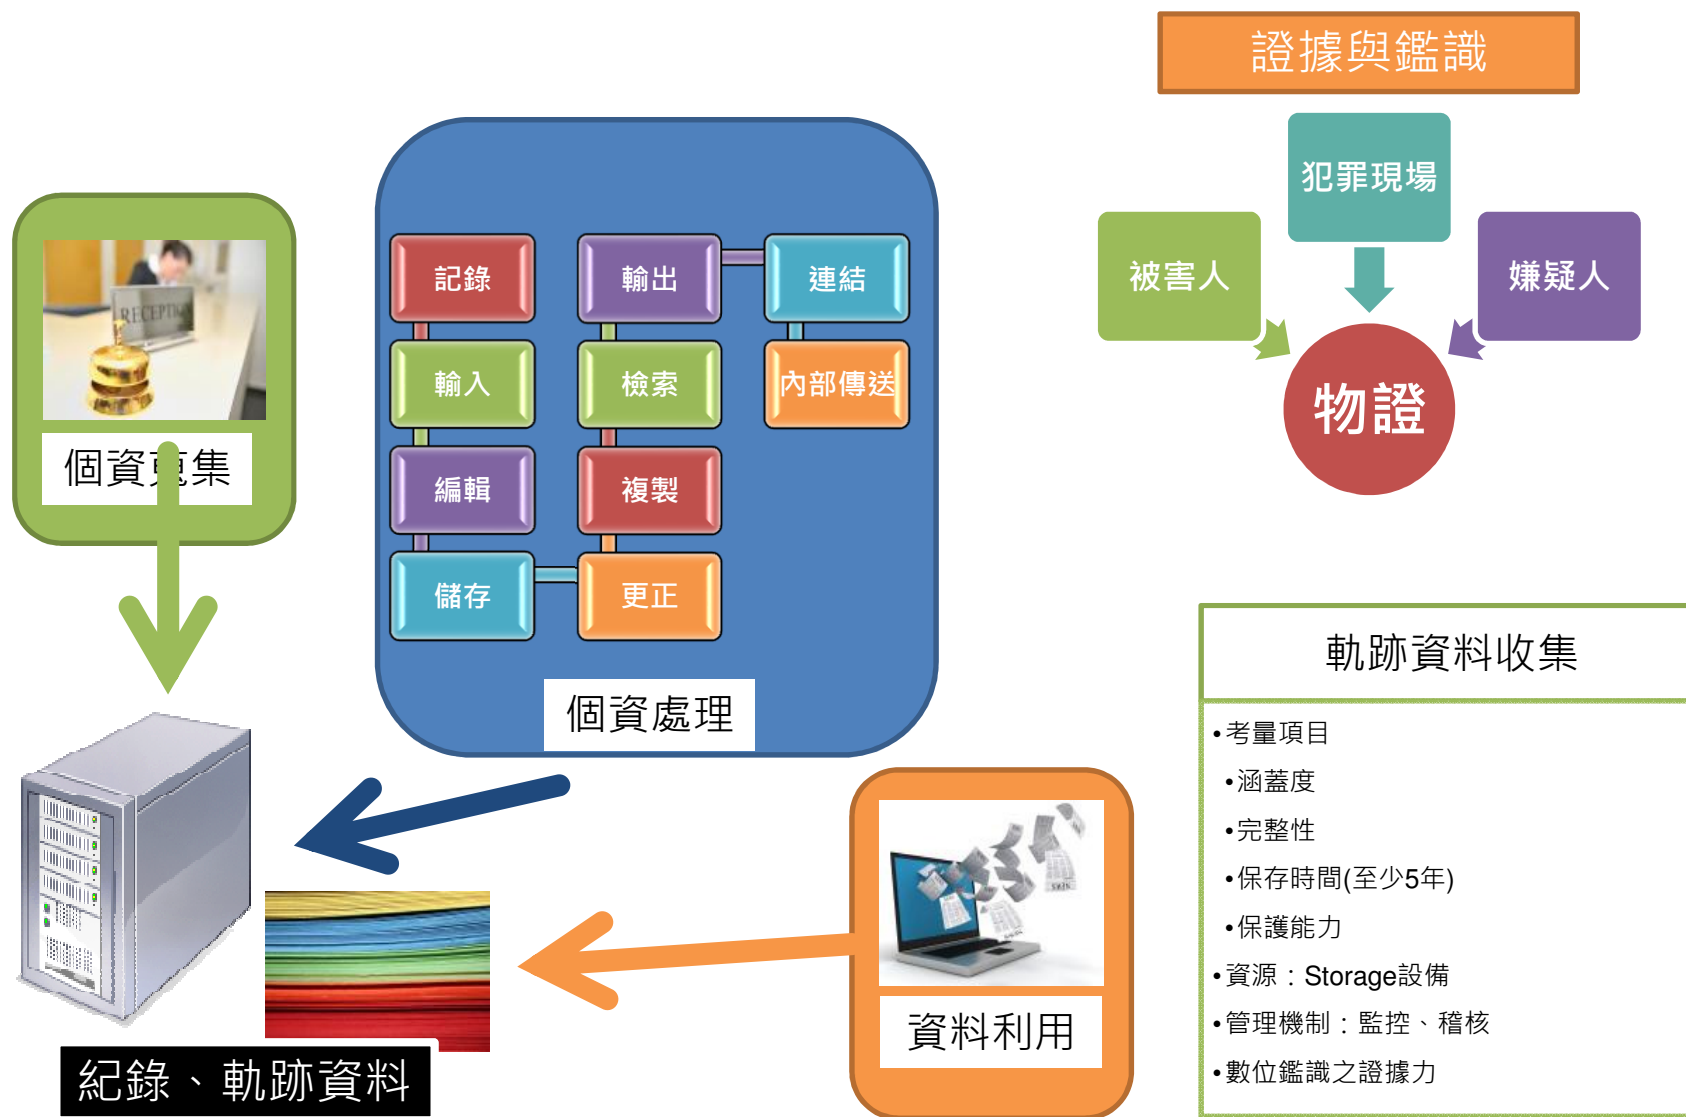 證據與鑑識
犯罪現場
被害人
嫌疑人
物證
RECEPTION
個資蒐集
記錄
輸出
連結
輸入
檢索
內部傳送
編輯
複製
儲存
更正
個資處理
資料利用
紀錄、軌跡資料
軌跡資料收集
•考量項目
•涵蓋度
•完整性
•保存時間(至少5年)
•保護能力
•資源：Storage設備
•管理機制：監控、稽核
•數位鑑識之證據力